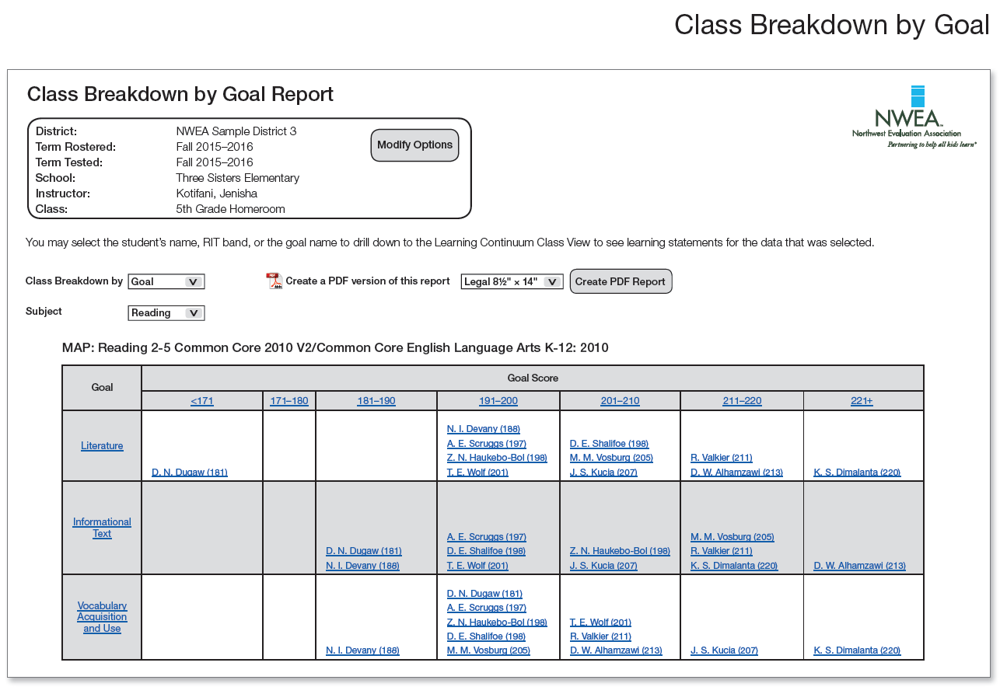 Class Breakdown by Goal
Class Breakdown by Goal Report
NWEA™
Northwest Evaluation Association
Partnering to help all kids learn®
District: NWEA Sample District 3
Term Rostered: Fall 2015–2016
Term Tested: Fall 2015–2016
School: Three Sisters Elementary
Instructor: Kotifani, Jenisha
Class: 5th Grade Homeroom
Modify Options
You may select the student’s name, RIT band, or the goal name to drill down to the Learning Continuum Class View to see learning statements for the data that was selected.
Class Breakdown by Goal V
PDF Create a PDF version of this report Legal 8½" × 14" V Create PDF Report
Subject Reading V
MAP: Reading 2-5 Common Core 2010 V2/Common Core English Language Arts K-12: 2010
Goal
Goal Score
<171 171–180 181–190 191–200 201–210 211–220 221+
Literature
D. N. Dugaw (181)
N. I. Devany (188)
A. E. Scruggs (197)
Z. N. Haukebo-Bol (198)
T. E. Wolf (201)
D. E. Shalifoe (198)
M. M. Vosburg (205)
J. S. Kucia (207)
R. Valkier (211)
D. W. Alhamzawi (213)
K. S. Dimalanta (220)
Informational
Text
D. N. Dugaw (181)
N. I. Devany (188)
A. E. Scruggs (197)
D. E. Shalifoe (198)
T. E. Wolf (201)
Z. N. Haukebo-Bol (198)
J. S. Kucia (207)
M. M. Vosburg (205)
R. Valkier (211)
K. S. Dimalanta (220)
D. W. Alhamzawi (213)
Vocabulary
Acquisition
and Use
N. I. Devany (188)
D. N. Dugaw (181)
A. E. Scruggs (197)
Z. N. Haukebo-Bol (198)
D. E. Shalifoe (198)
M. M. Vosburg (205)
T. E. Wolf (201)
R. Valkier (211)
D. W. Alhamzawi (213)
J. S. Kucia (207)
K. S. Dimalanta (220)